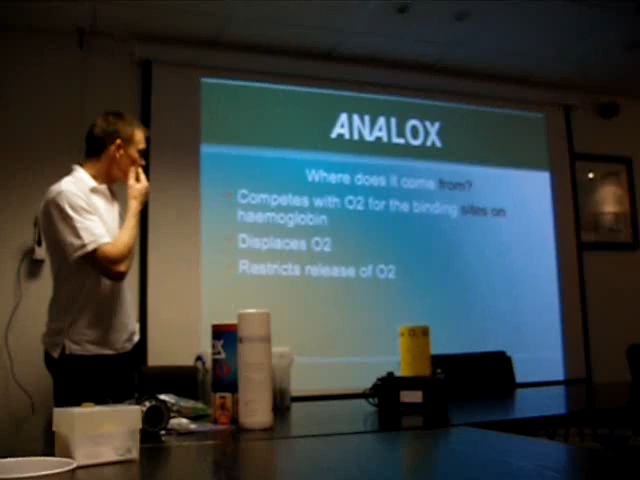 ANALOX
Where does it come from?
Competes with O2 for the binding sites on
haemoglobin
Displaces O2
Restricts release of O2